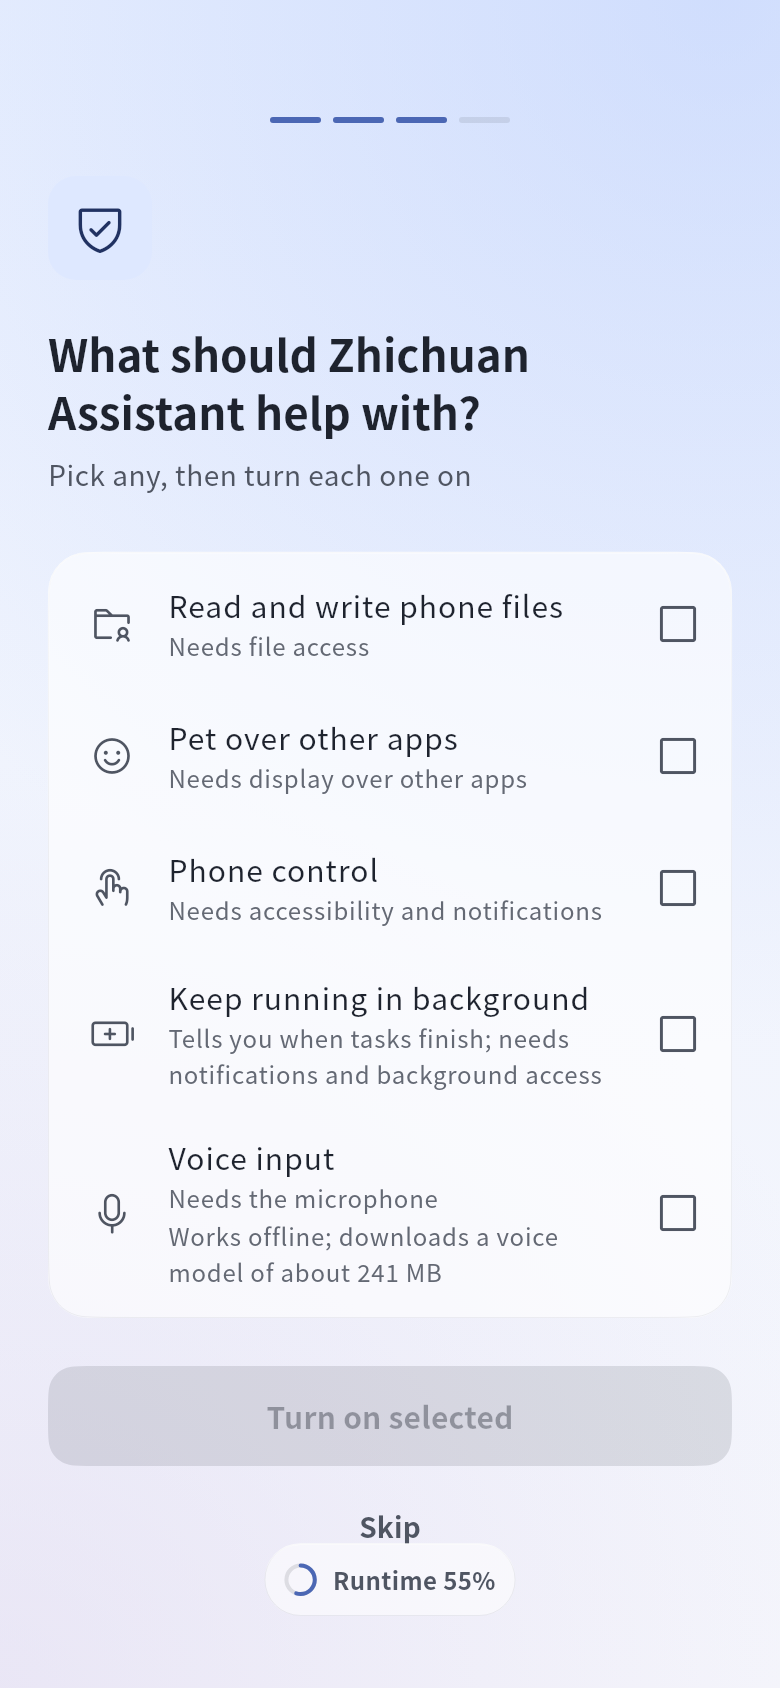 What should Zhichuan
Assistant help with?
Pick any, then turn each one on
Read and write phone files
Needs file access
Pet over other apps
Needs display over other apps
Phone control
Needs accessibility and notifications
Keep running in background
Tells you when tasks finish; needs
notifications and background access
Voice input
Needs the microphone
Works offline; downloads a voice
model of about 241 MB
Turn on selected
Skip
Runtime 55%